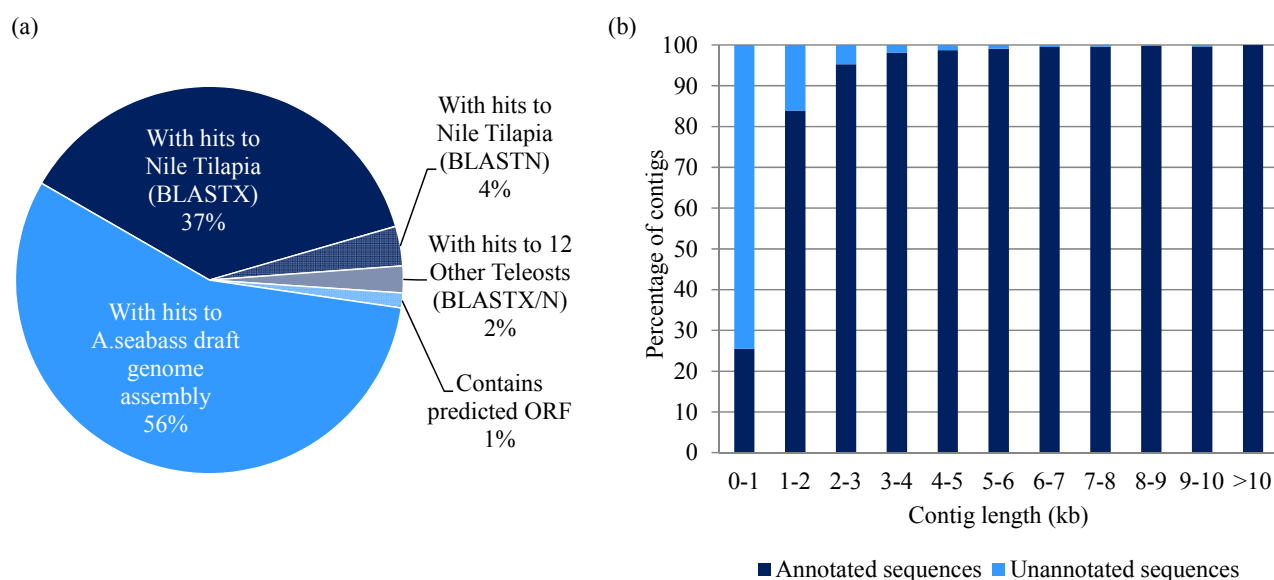 (a)
With hits to
Nile Tilapia
(BLASTX)
37%
With hits to
Nile Tilapia
(BLASTN)
4%
With hits to 12
Other Teleosts
(BLASTX/N)
2%
Contains
predicted ORF
1%
With hits to
A.seabass draft
genome
assembly
56%
(b)
Percentage of contigs
100
90
80
70
60
50
40
30
20
10
0
0-1 1-2 2-3 3-4 4-5 5-6 6-7 7-8 8-9 9-10 >10
Contig length (kb)
Annotated sequences Unannotated sequences